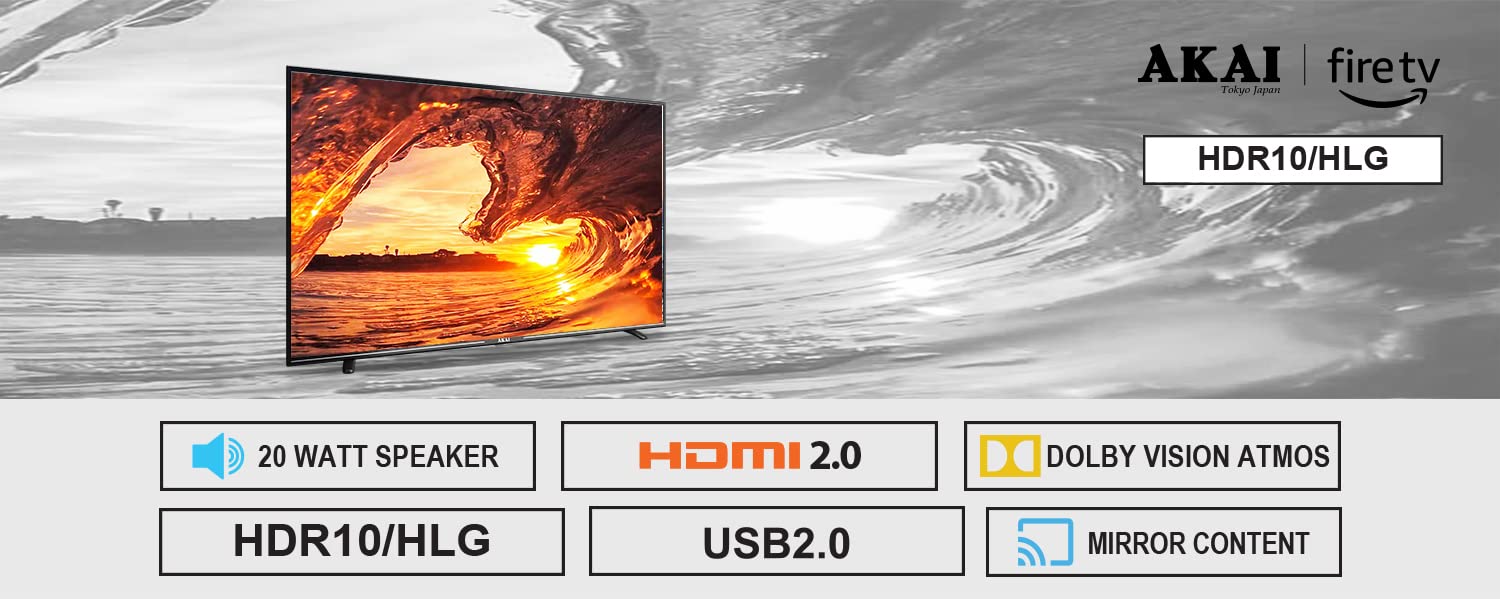 AKAI
Tokyo Japan
fire tv
HDR10/HLG
AKAI
20 WATT SPEAKER
HDMI 2.0
DOLBY VISION ATMOS
HDR10/HLG
USB2.0
MIRROR CONTENT